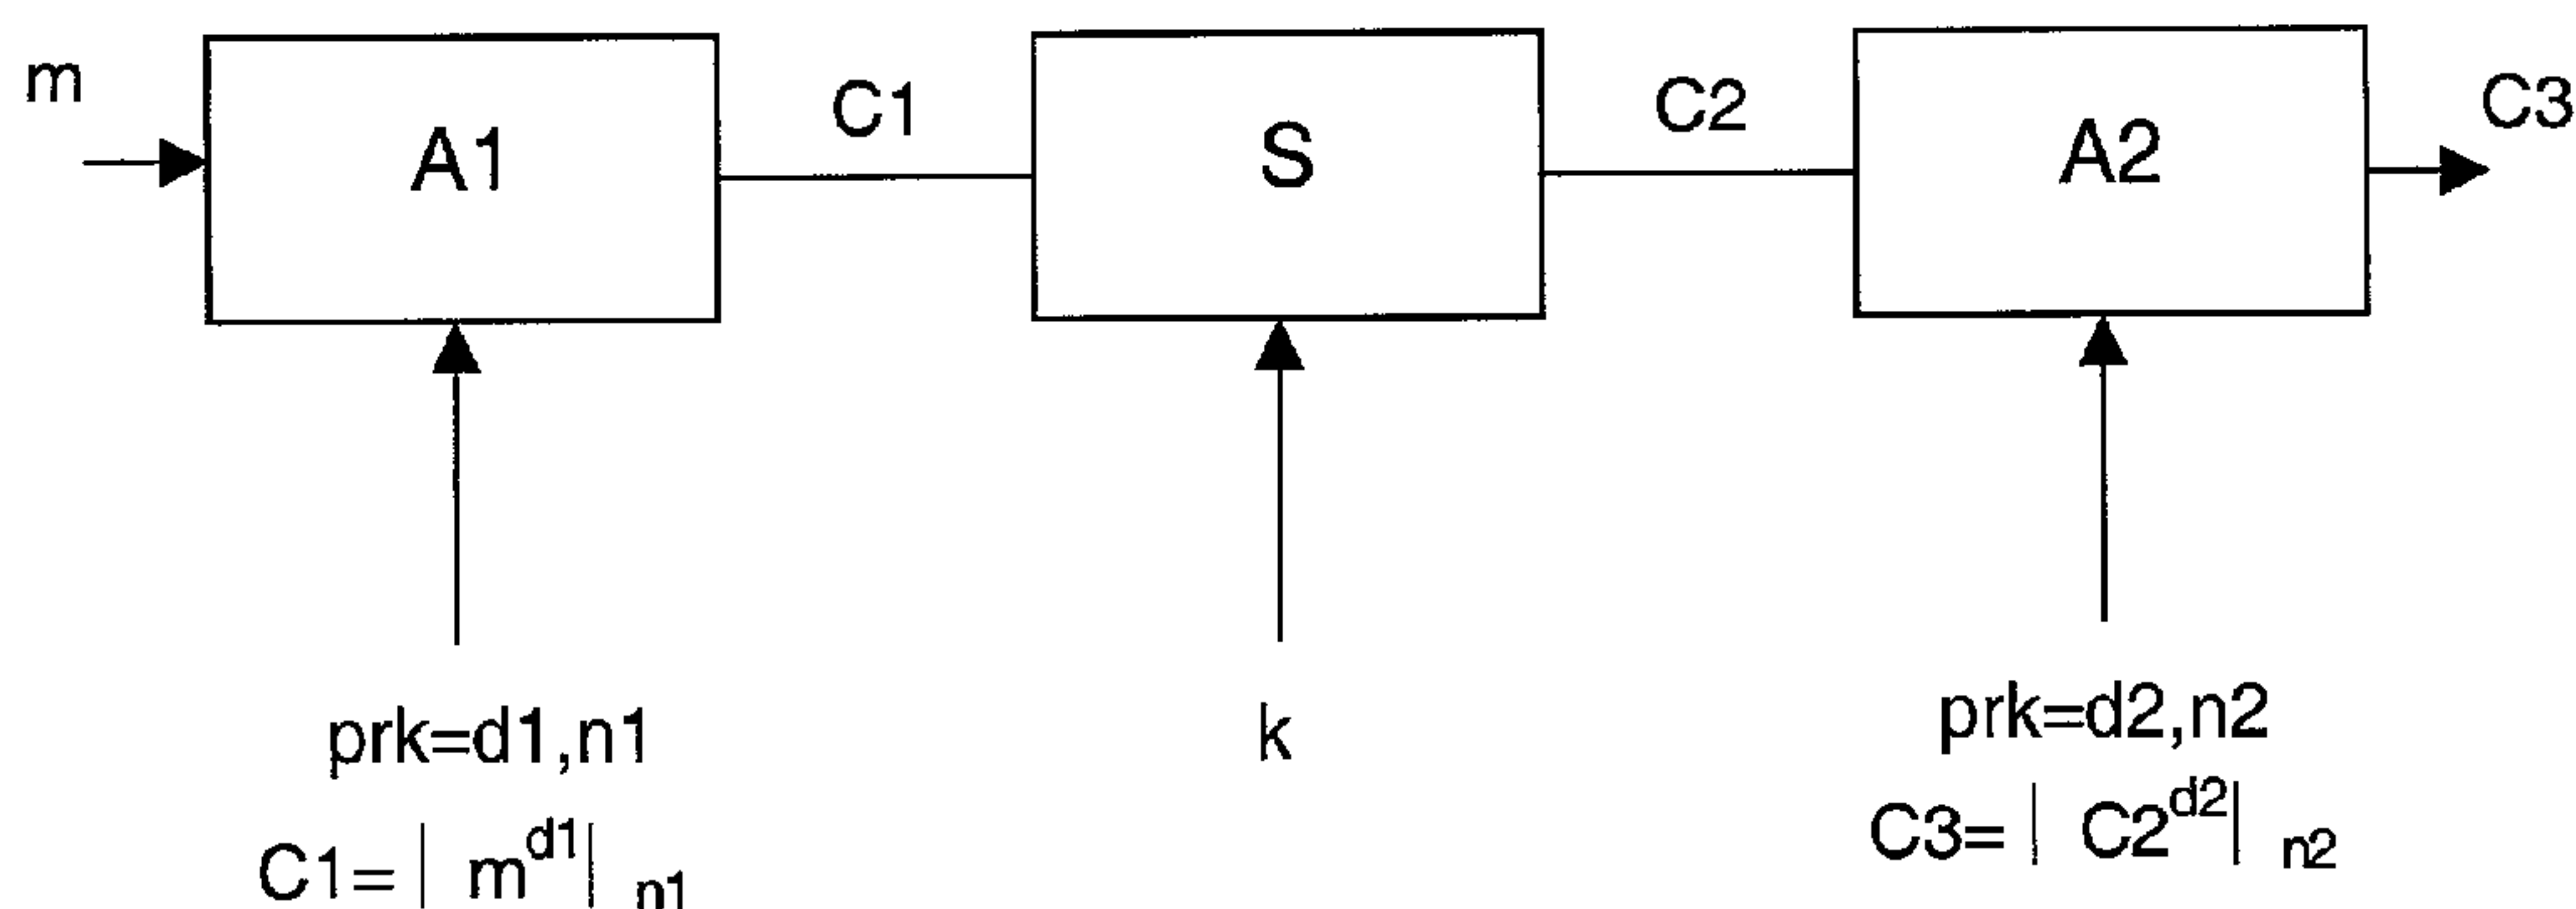 m
A1
C1
S
C2
A2
C3
prk=d1,n1
k
prk=d2,n2
C1=| m^d1| n1
C3=| C2^d2| n2